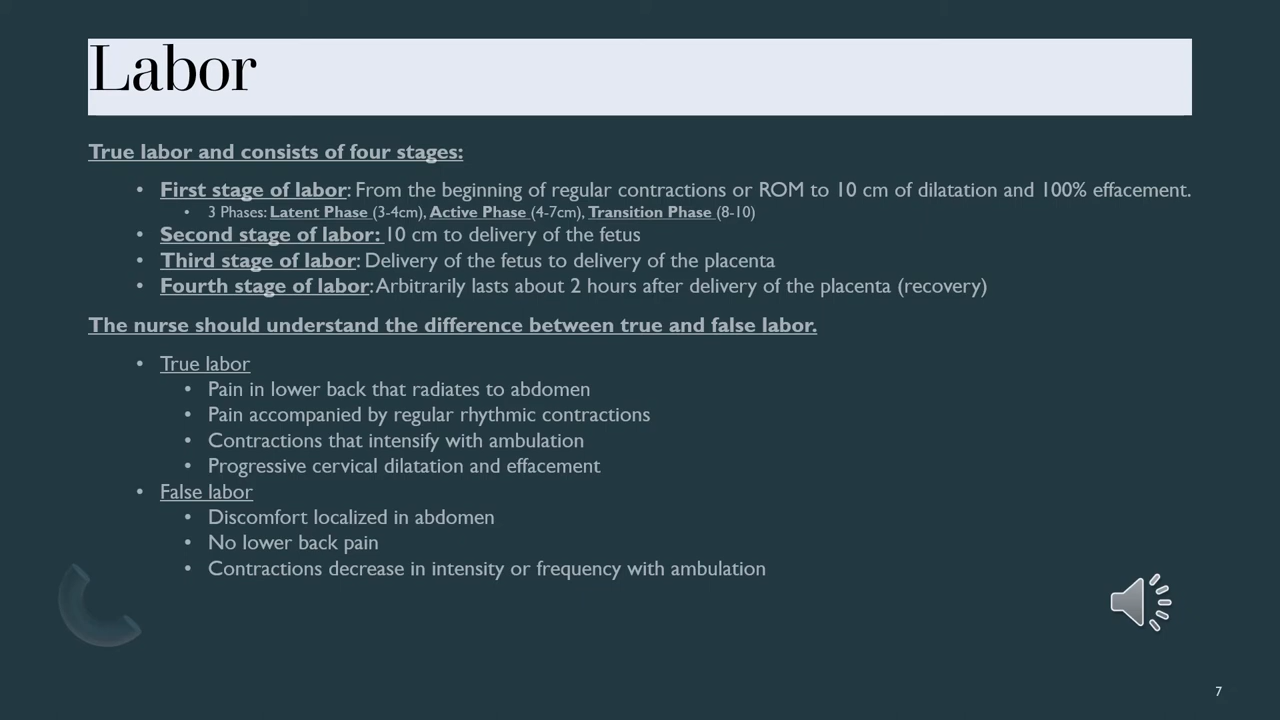 Labor
True labor and consists of four stages:
• First stage of labor: From the beginning of regular contractions or ROM to 10 cm of dilatation and 100% effacement.
• 3 Phases: Latent Phase (3-4cm), Active Phase (4-7cm), Transition Phase (8-10)
• Second stage of labor: 10 cm to delivery of the fetus
• Third stage of labor: Delivery of the fetus to delivery of the placenta
• Fourth stage of labor: Arbitrarily lasts about 2 hours after delivery of the placenta (recovery)
The nurse should understand the difference between true and false labor.
• True labor
• Pain in lower back that radiates to abdomen
• Pain accompanied by regular rhythmic contractions
• Contractions that intensify with ambulation
• Progressive cervical dilatation and effacement
• False labor
• Discomfort localized in abdomen
• No lower back pain
• Contractions decrease in intensity or frequency with ambulation
7